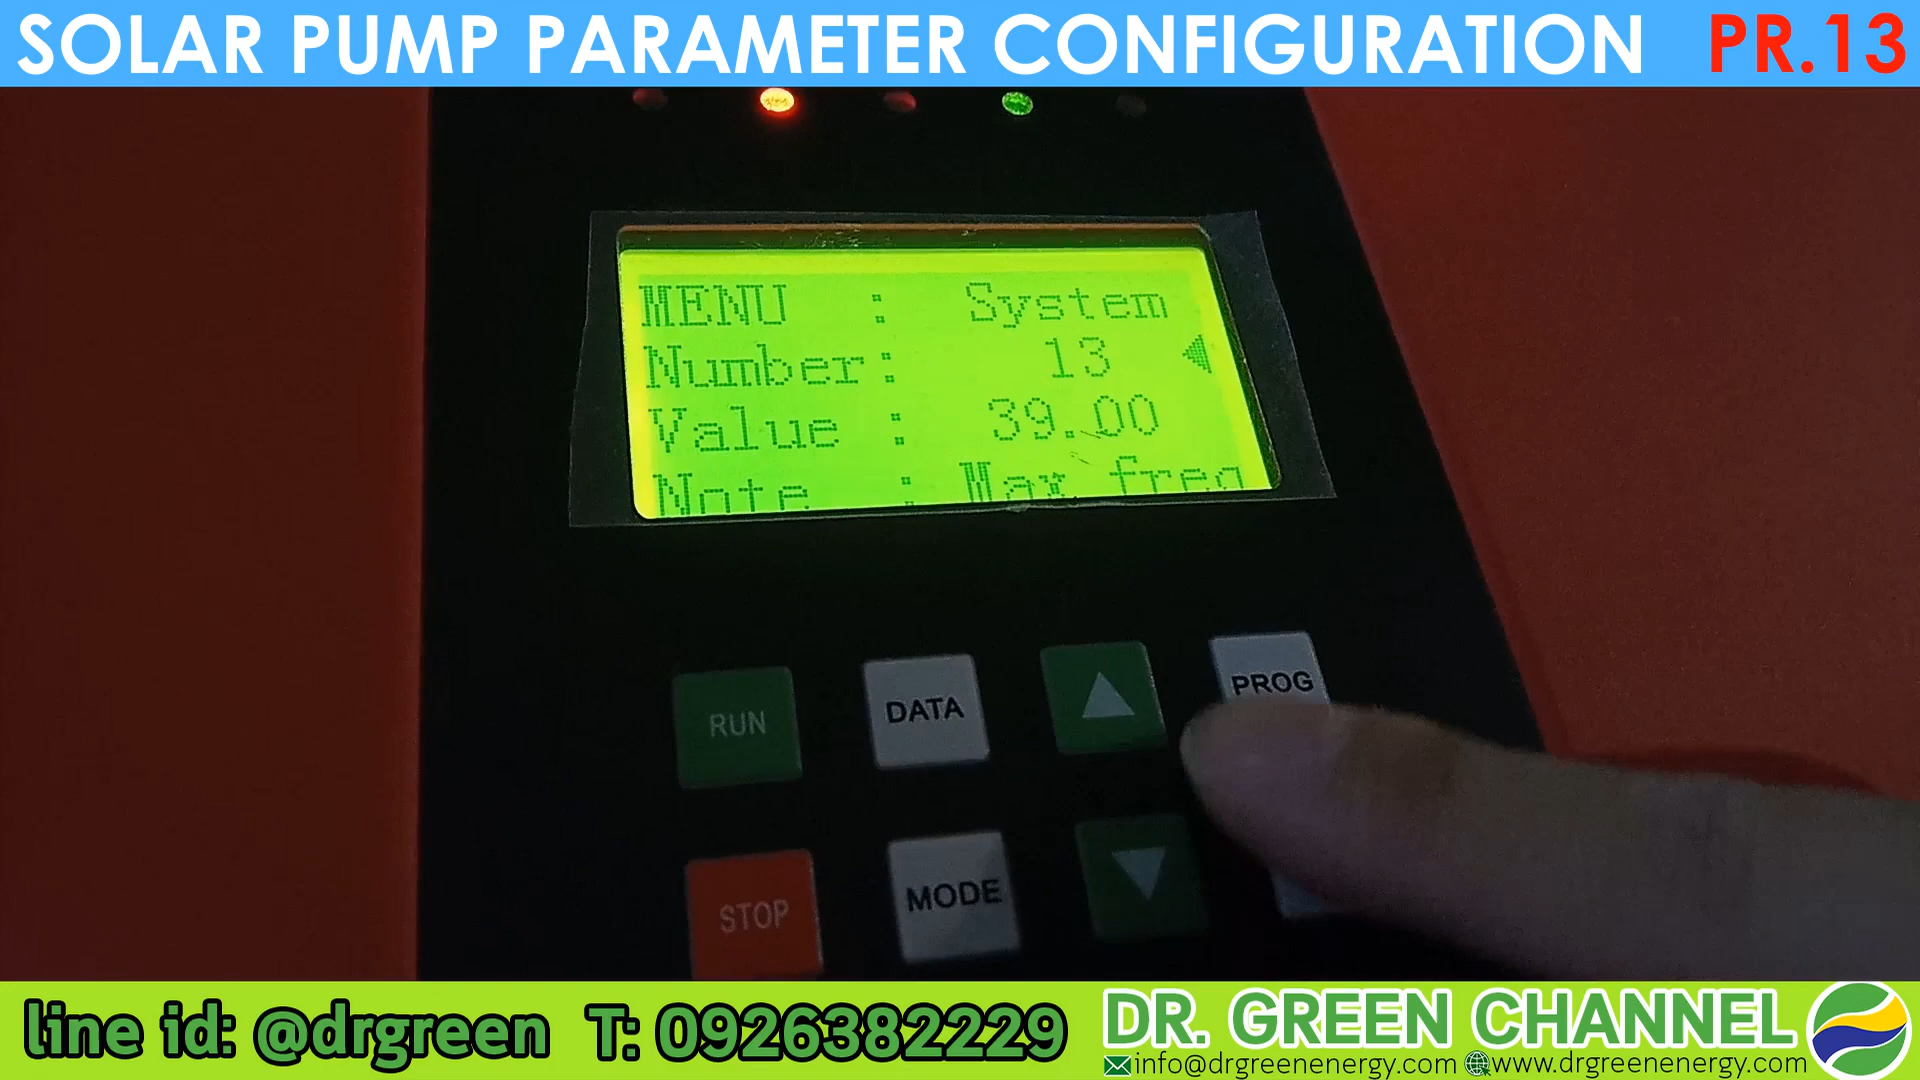 SOLAR PUMP PARAMETER CONFIGURATION PR.13
MENU : System
Number: 13
Value : 39.00
Note : Max freq
RUN
DATA
PROG
STOP
MODE
line id: @drgreen T: 0926382229
DR. GREEN CHANNEL
info@drgreenenergy.com www.drgreenenergy.com